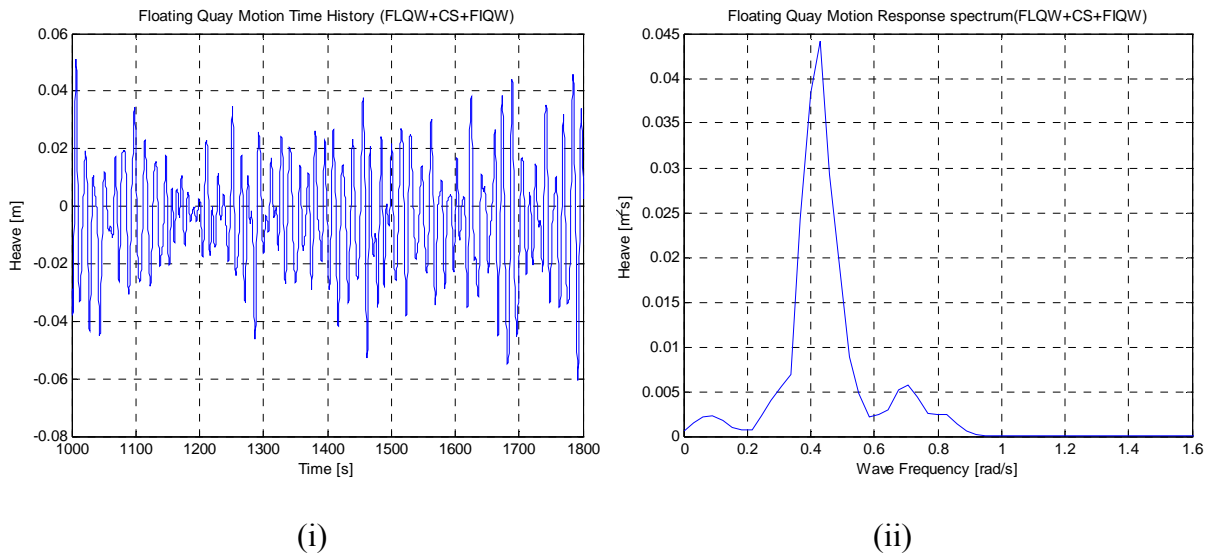 Floating Quay Motion Time History (FLQW+CS+FIQW)
0.06
0.04
0.02
0
-0.02
-0.04
-0.06
-0.08
Heave [m]
1000 1100 1200 1300 1400 1500 1600 1700 1800
Time [s]
(i)
Floating Quay Motion Response spectrum(FLQW+CS+FIQW)
0.045
0.04
0.035
0.03
0.025
0.02
0.015
0.01
0.005
0
Heave [m²s]
0 0.2 0.4 0.6 0.8 1 1.2 1.4 1.6
Wave Frequency [rad/s]
(ii)